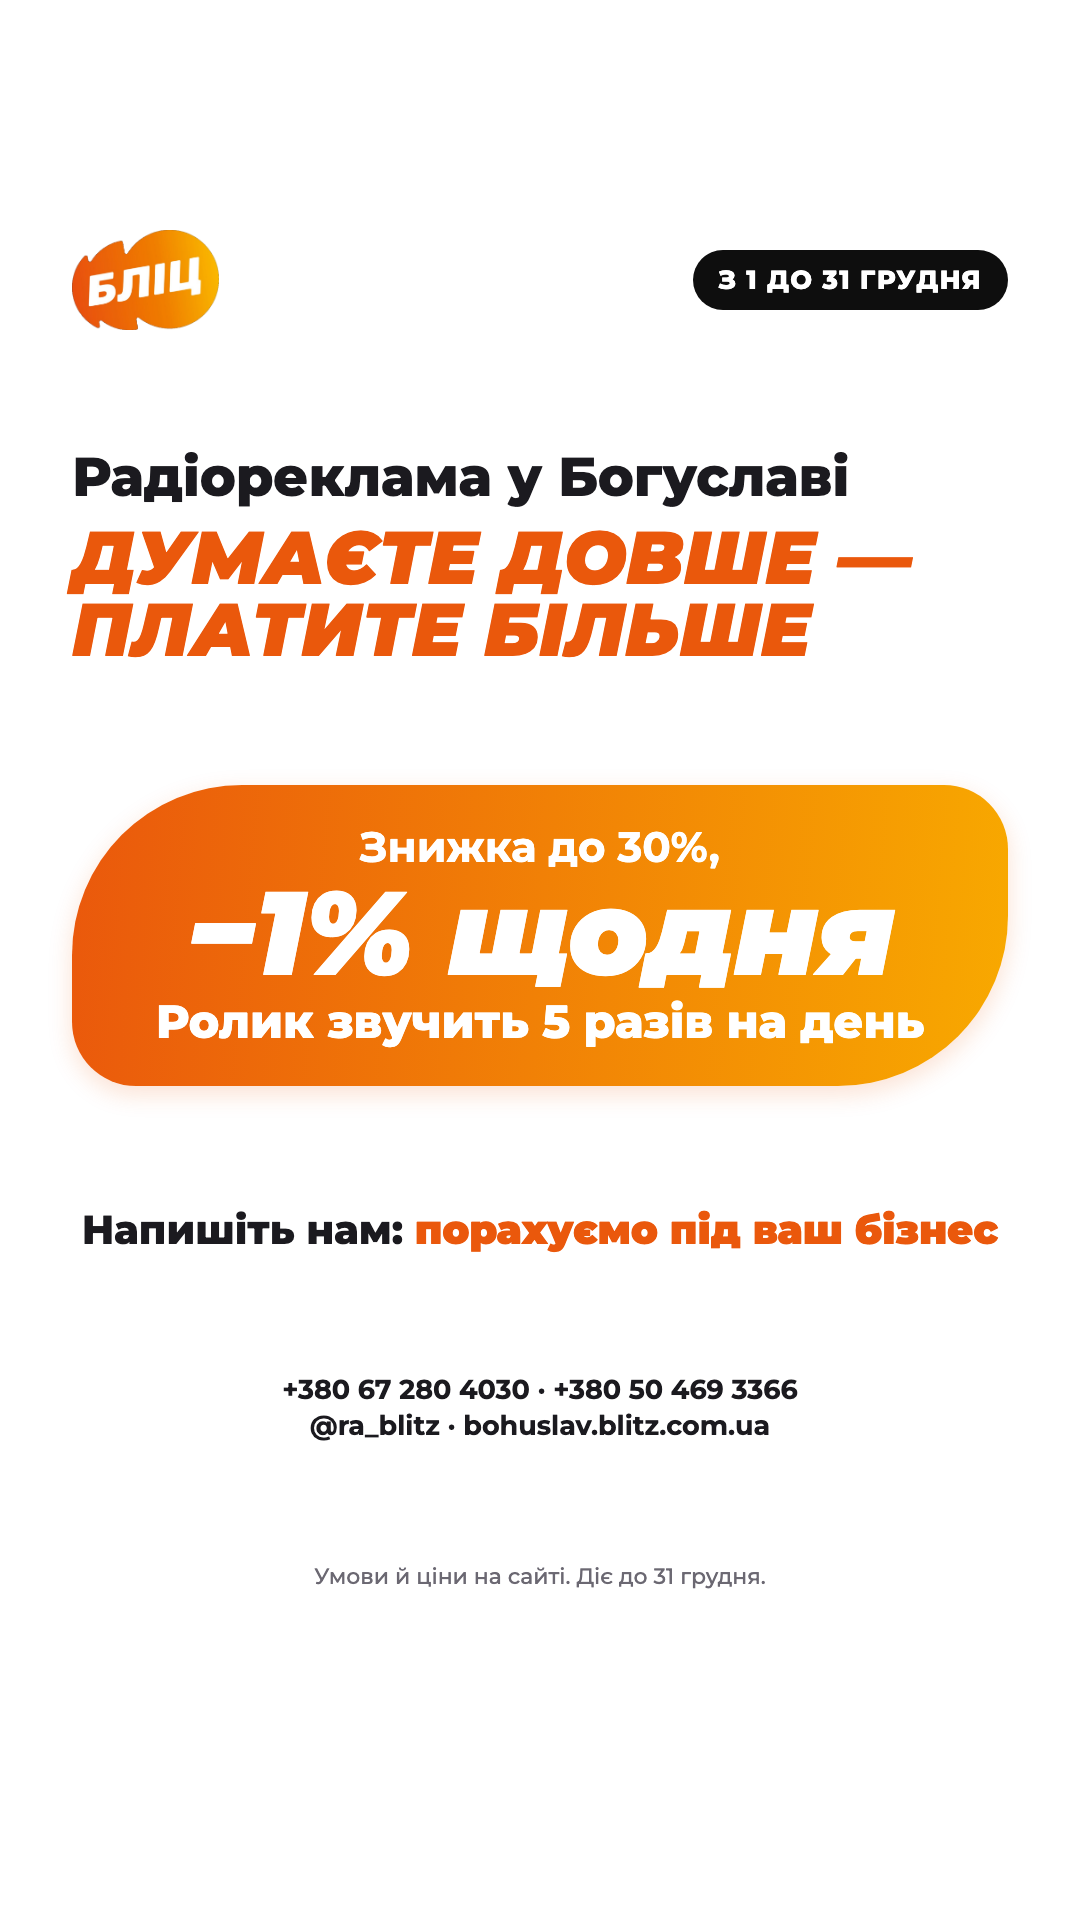 БЛІЦ
З 1 ДО 31 ГРУДНЯ
Радіореклама у Богуславі
ДУМАЄТЕ ДОВШЕ —
ПЛАТИТЕ БІЛЬШЕ
Знижка до 30%,
−1% щодня
Ролик звучить 5 разів на день
Напишіть нам: порахуємо під ваш бізнес
+380 67 280 4030 · +380 50 469 3366
@ra_blitz · bohuslav.blitz.com.ua
Умови й ціни на сайті. Діє до 31 грудня.